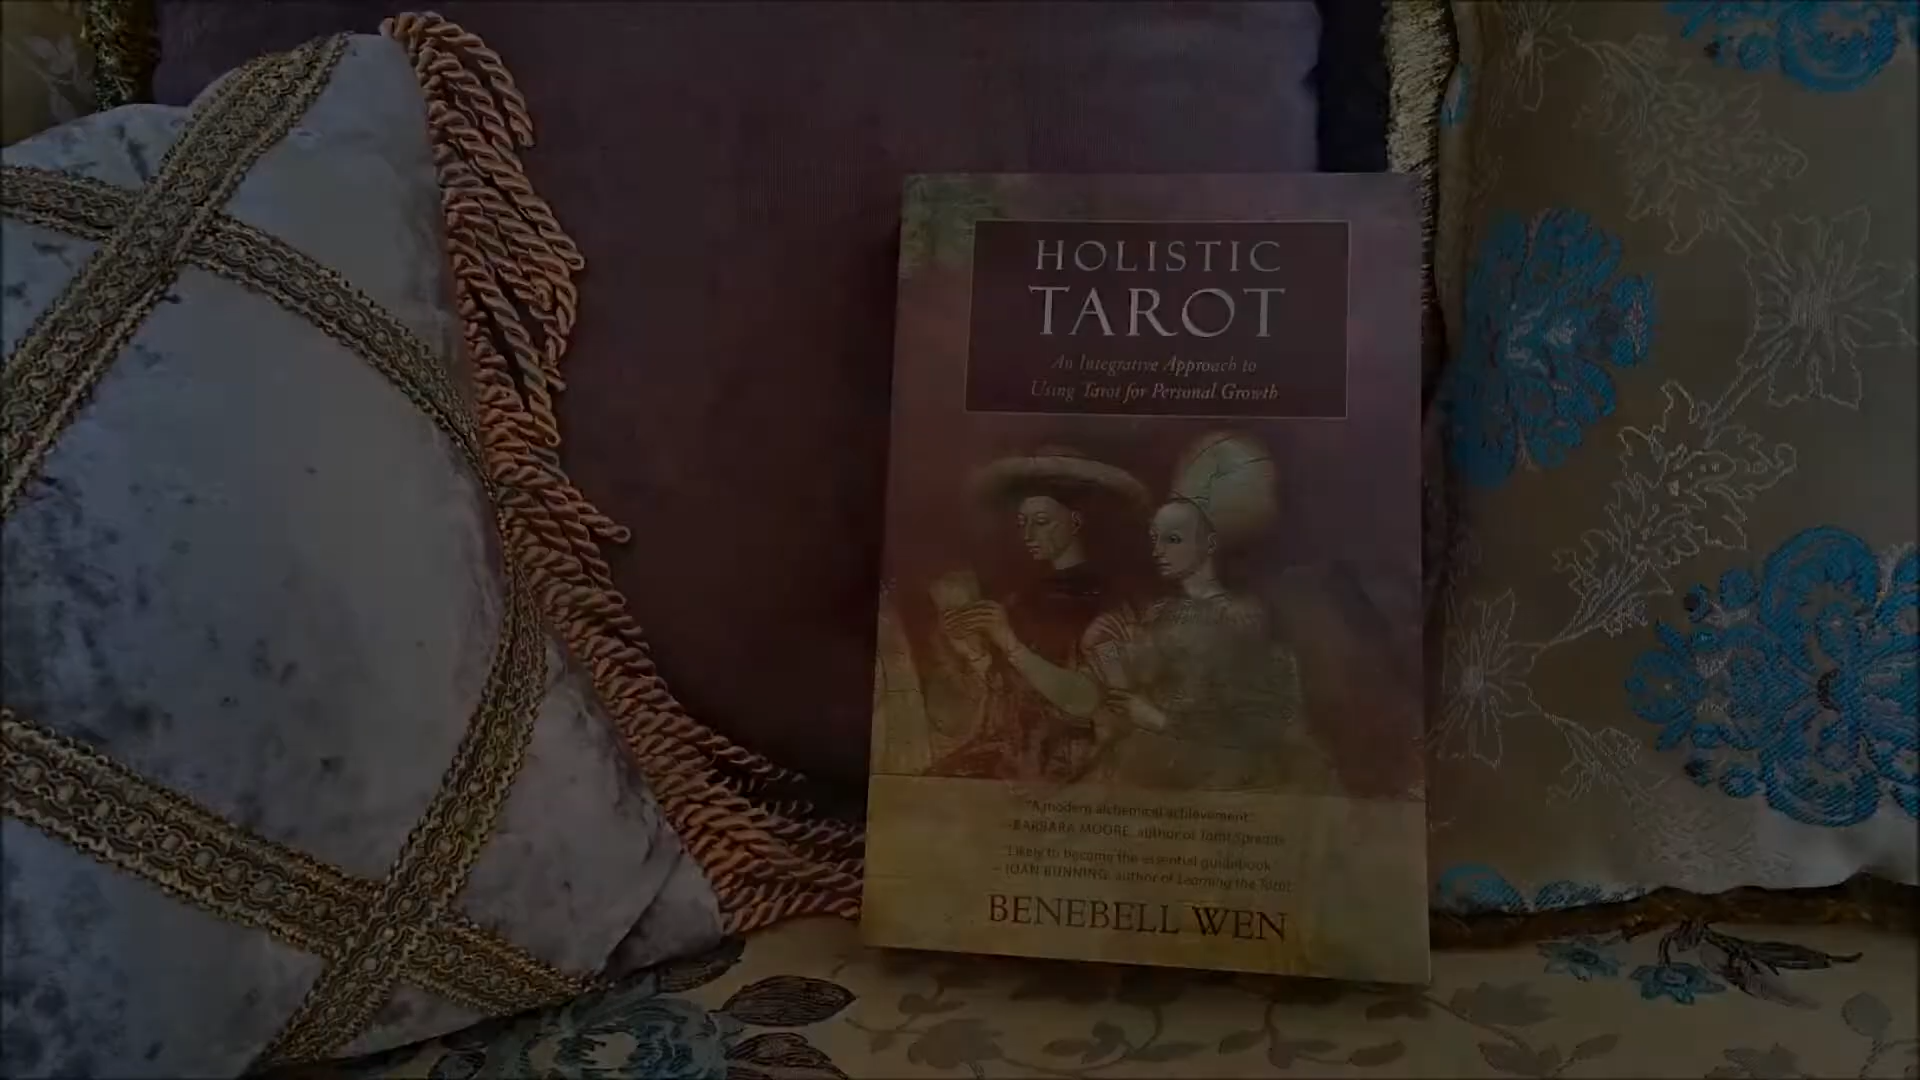 HOLISTIC
TAROT
An Integrative Approach to
Using Tarot for Personal Growth
"A modern alchemical achievement."
—BARBARA MOORE, author of Tarot Spreads
"Likely to become the essential guidebook."
— JOAN BUNNING, author of Learning the Tarot
BENEBELL WEN